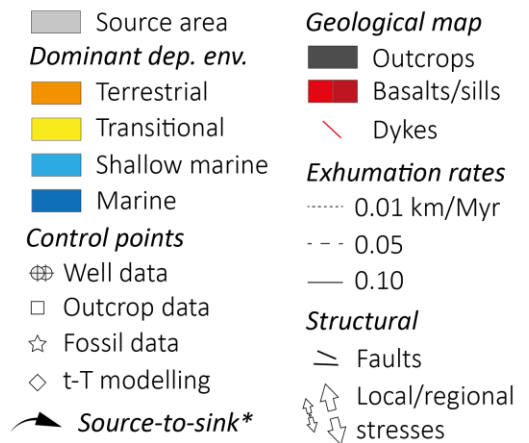 Source area
Dominant dep. env.
Terrestrial
Transitional
Shallow marine
Marine
Control points
Well data
Outcrop data
Fossil data
t-T modelling
Source-to-sink*
Geological map
Outcrops
Basalts/sills
Dykes
Exhumation rates
0.01 km/Myr
0.05
0.10
Structural
Faults
Local/regional
stresses